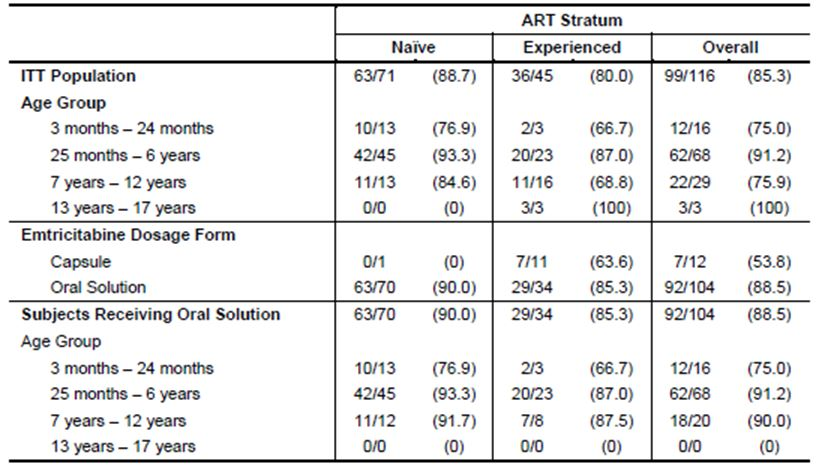 ART Stratum
Naïve Experienced Overall
ITT Population 63/71 (88.7) 36/45 (80.0) 99/116 (85.3)
Age Group
3 months – 24 months 10/13 (76.9) 2/3 (66.7) 12/16 (75.0)
25 months – 6 years 42/45 (93.3) 20/23 (87.0) 62/68 (91.2)
7 years – 12 years 11/13 (84.6) 11/16 (68.8) 22/29 (75.9)
13 years – 17 years 0/0 (0) 3/3 (100) 3/3 (100)
Emtricitabine Dosage Form
Capsule 0/1 (0) 7/11 (63.6) 7/12 (53.8)
Oral Solution 63/70 (90.0) 29/34 (85.3) 92/104 (88.5)
Subjects Receiving Oral Solution 63/70 (90.0) 29/34 (85.3) 92/104 (88.5)
Age Group
3 months – 24 months 10/13 (76.9) 2/3 (66.7) 12/16 (75.0)
25 months – 6 years 42/45 (93.3) 20/23 (87.0) 62/68 (91.2)
7 years – 12 years 11/12 (91.7) 7/8 (87.5) 18/20 (90.0)
13 years – 17 years 0/0 (0) 0/0 (0) 0/0 (0)